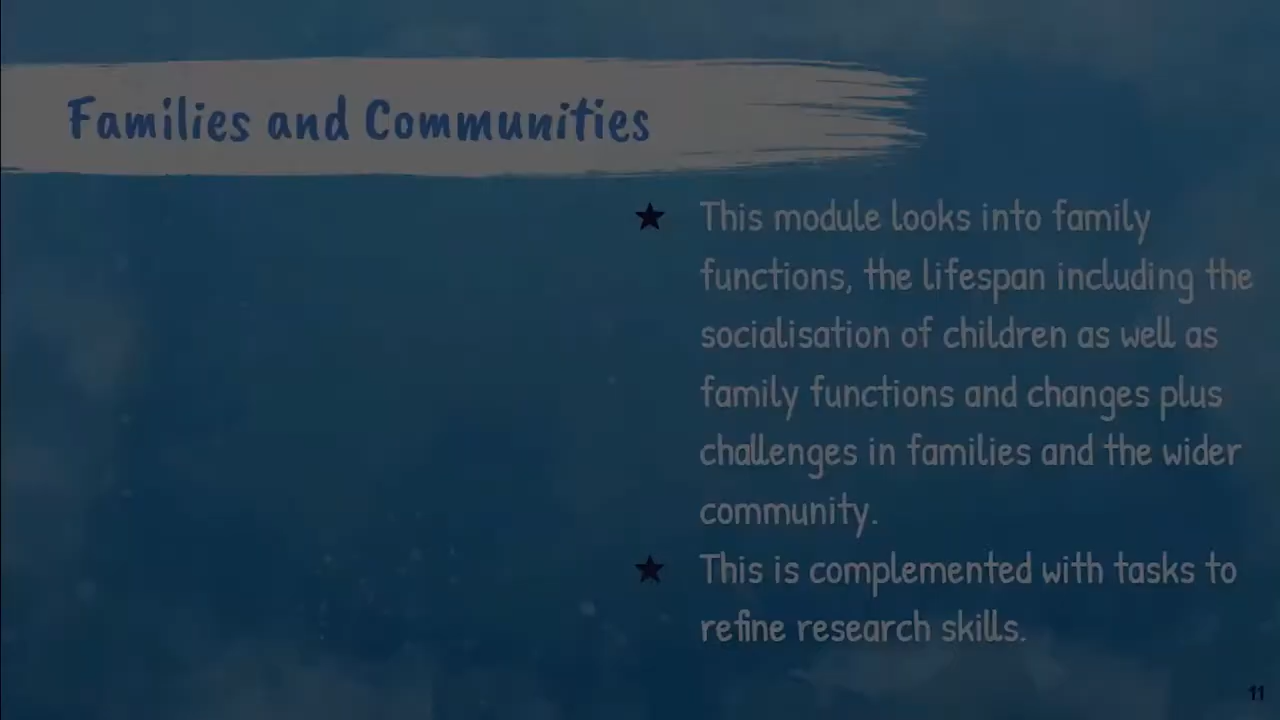 Families and Communities
★ This module looks into family
functions, the lifespan including the
socialisation of children as well as
family functions and changes plus
challenges in families and the wider
community.
★ This is complemented with tasks to
refine research skills.
11